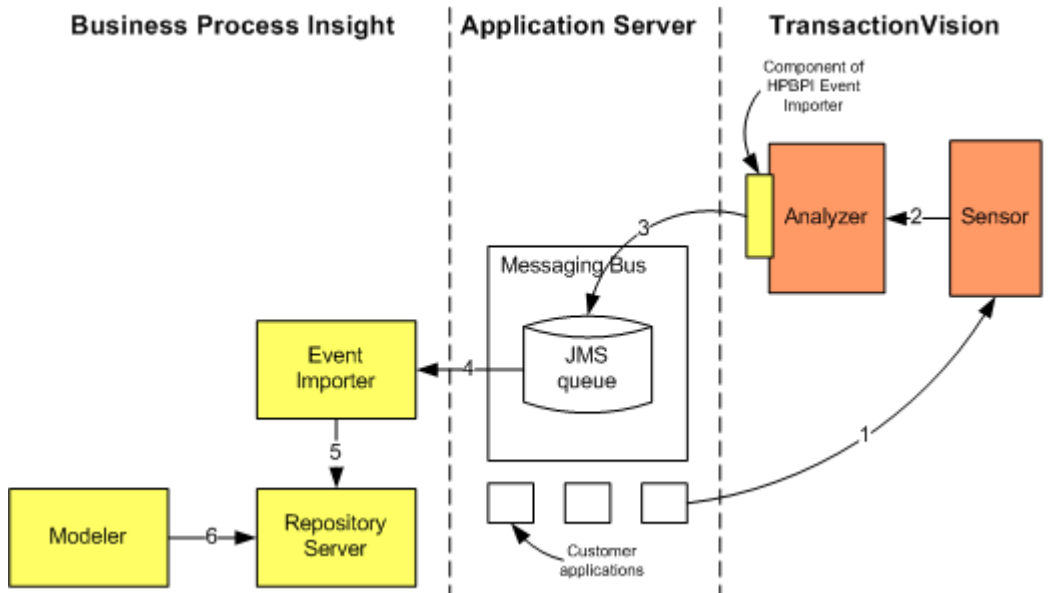 Business Process Insight
Application Server
TransactionVision
Component of
HPBPI Event
Importer
Analyzer
2
Sensor
3
Messaging Bus
JMS
queue
Event
Importer
4
1
5
Modeler
6
Repository
Server
Customer
applications